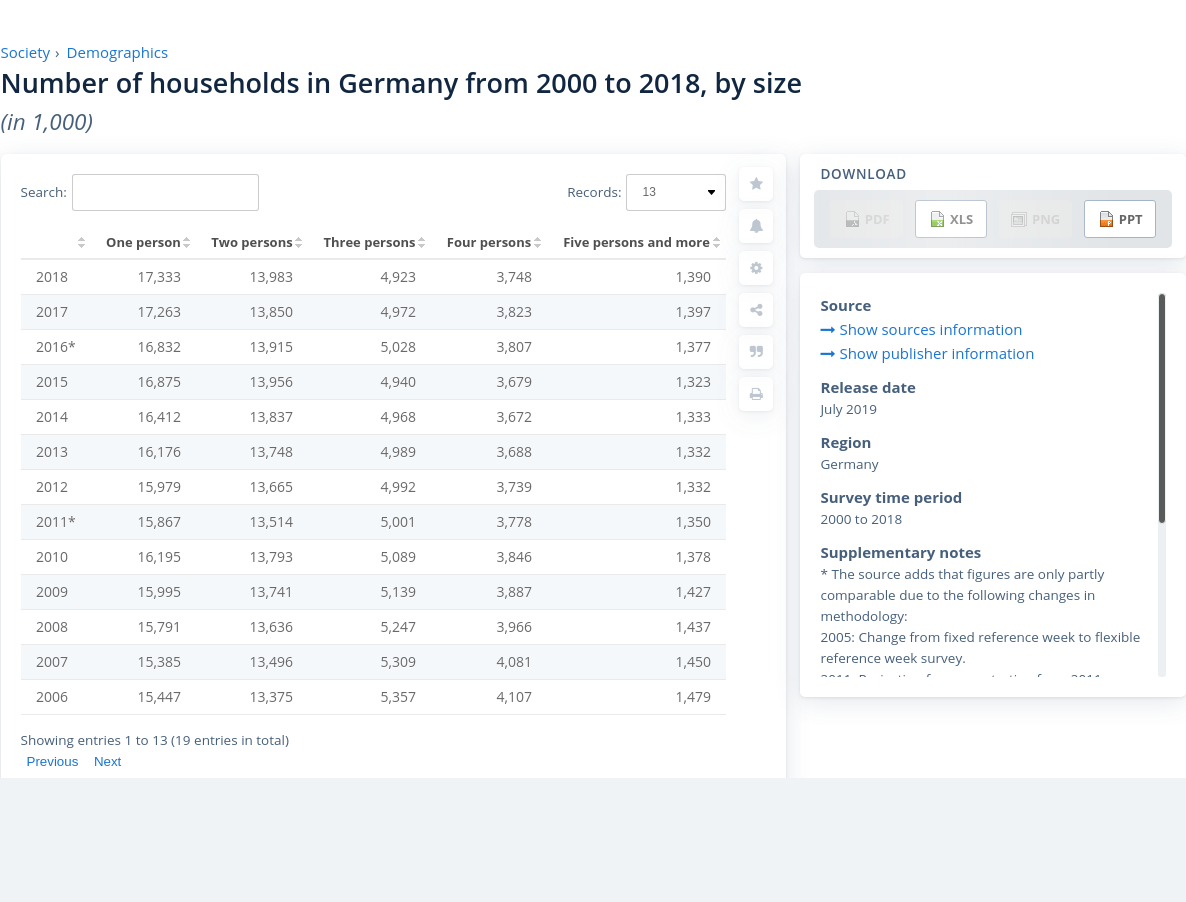 Society › Demographics
Number of households in Germany from 2000 to 2018, by size
(in 1,000)
Search:
Records: 13
One person Two persons Three persons Four persons Five persons and more
2018 17,333 13,983 4,923 3,748 1,390
2017 17,263 13,850 4,972 3,823 1,397
2016* 16,832 13,915 5,028 3,807 1,377
2015 16,875 13,956 4,940 3,679 1,323
2014 16,412 13,837 4,968 3,672 1,333
2013 16,176 13,748 4,989 3,688 1,332
2012 15,979 13,665 4,992 3,739 1,332
2011* 15,867 13,514 5,001 3,778 1,350
2010 16,195 13,793 5,089 3,846 1,378
2009 15,995 13,741 5,139 3,887 1,427
2008 15,791 13,636 5,247 3,966 1,437
2007 15,385 13,496 5,309 4,081 1,450
2006 15,447 13,375 5,357 4,107 1,479
Showing entries 1 to 13 (19 entries in total)
Previous Next
DOWNLOAD
PDF XLS PNG PPT
Source
Show sources information
Show publisher information
Release date
July 2019
Region
Germany
Survey time period
2000 to 2018
Supplementary notes
* The source adds that figures are only partly
comparable due to the following changes in
methodology:
2005: Change from fixed reference week to flexible
reference week survey.